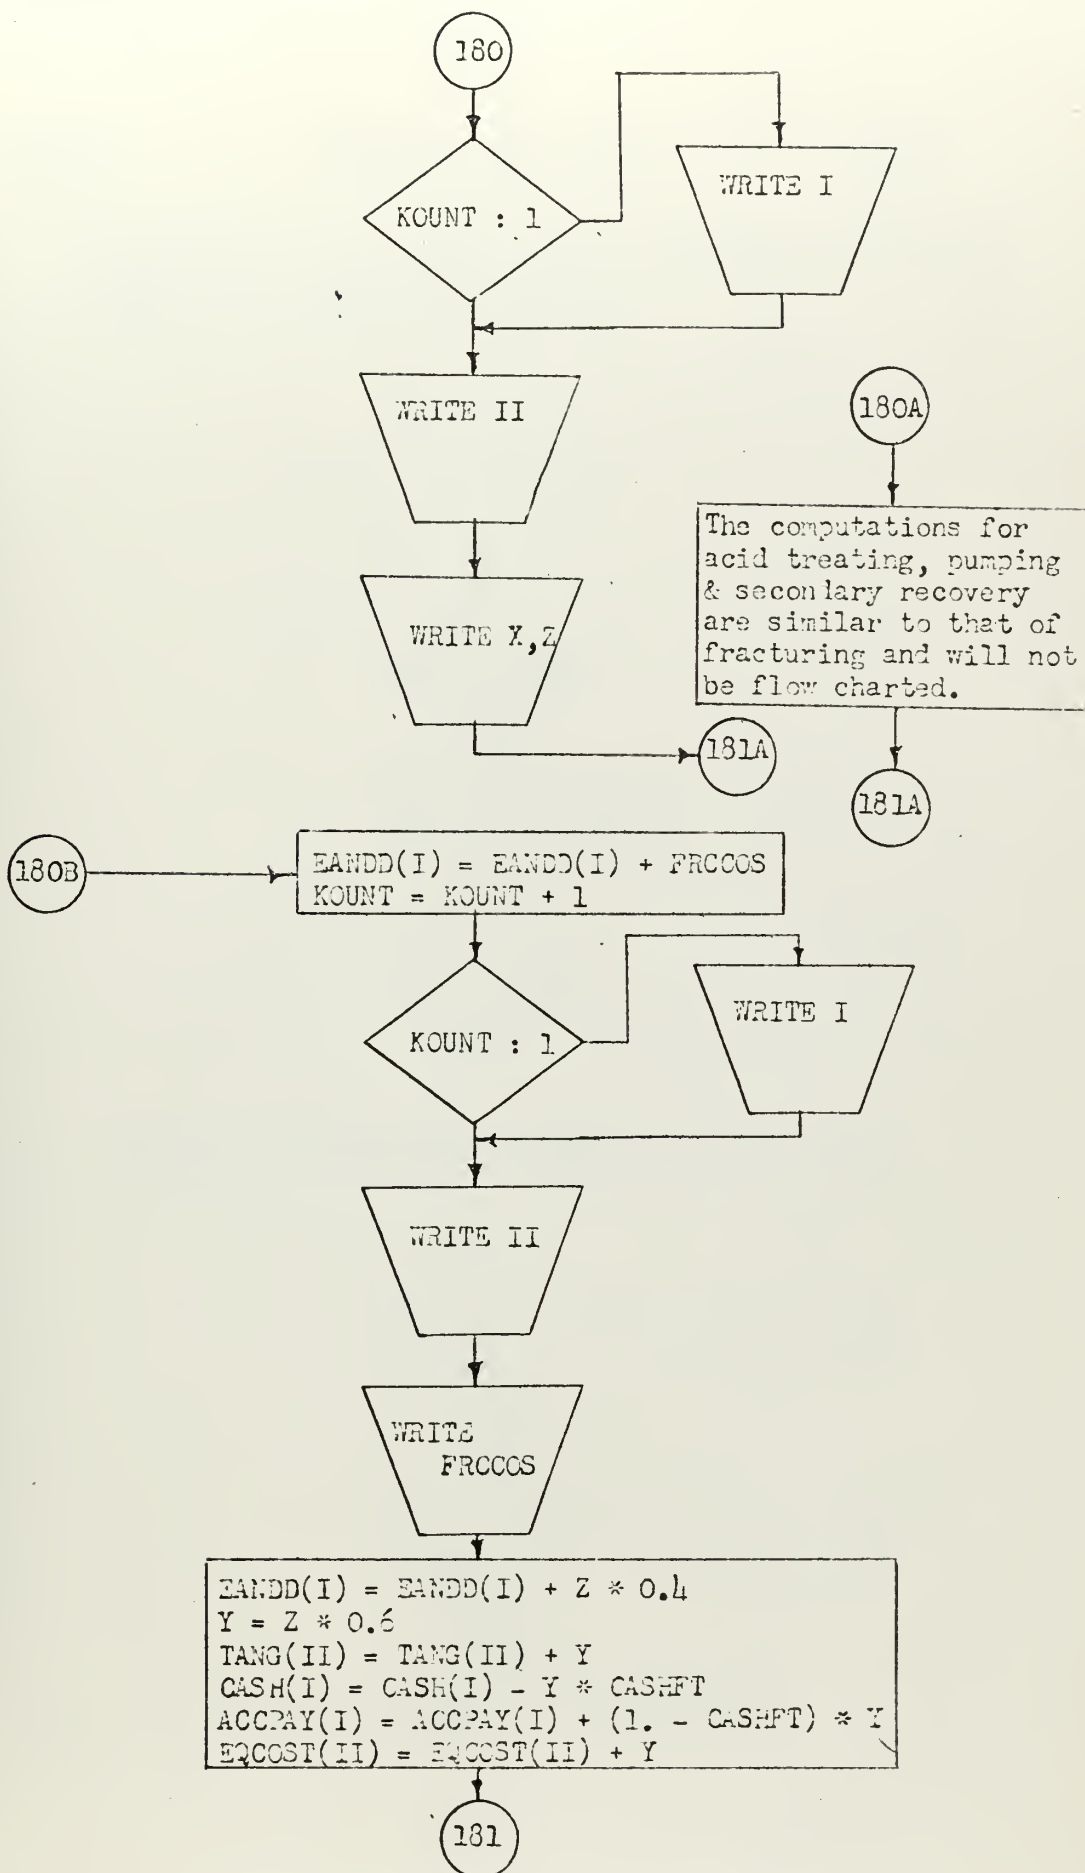 180
KOUNT : 1
WRITE I
WRITE II
WRITE X,Z
181A
180A
The computations for
acid treating, pumping
& secondary recovery
are similar to that of
fracturing and will not
be flow charted.
181A
180B
EANDD(I) = EANDD(I) + FRCCOS
KOUNT = KOUNT + 1
KOUNT : 1
WRITE I
WRITE II
WRITE
FRCCOS
EANDD(I) = EANDD(I) + Z * 0.4
Y = Z * 0.6
TANG(II) = TANG(II) + Y
CASH(I) = CASH(I) - Y * CASHFT
ACCPAY(I) = ACCPAY(I) + (1. - CASHFT) * Y
EQCOST(II) = EQCOST(II) + Y
181